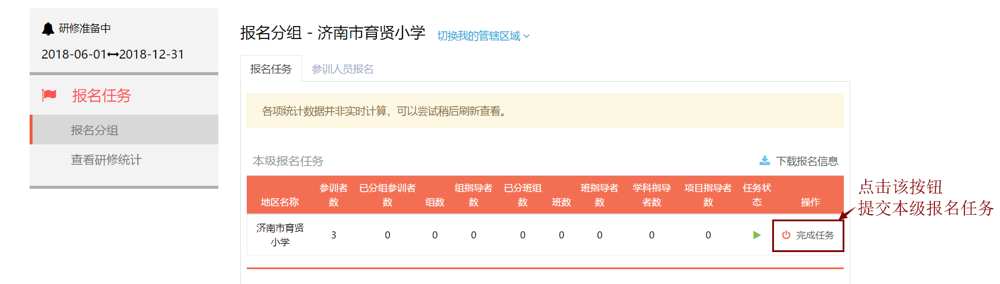 研修准备中
2018-06-01↔2018-12-31
报名任务
报名分组
查看研修统计
报名分组 - 济南市育贤小学 切换我的管辖区域
报名任务 参训人员报名
各项统计数据并非实时计算，可以尝试稍后刷新查看。
本级报名任务 下载报名信息
地区名称 参训者数 已分组参训者数 组数 组指导者数 已分班组数 班数 班指导者数 学科指导者数 项目指导者数 任务状态 操作
济南市育贤小学 3 0 0 0 0 0 0 0 0 完成任务
点击该按钮
提交本级报名任务